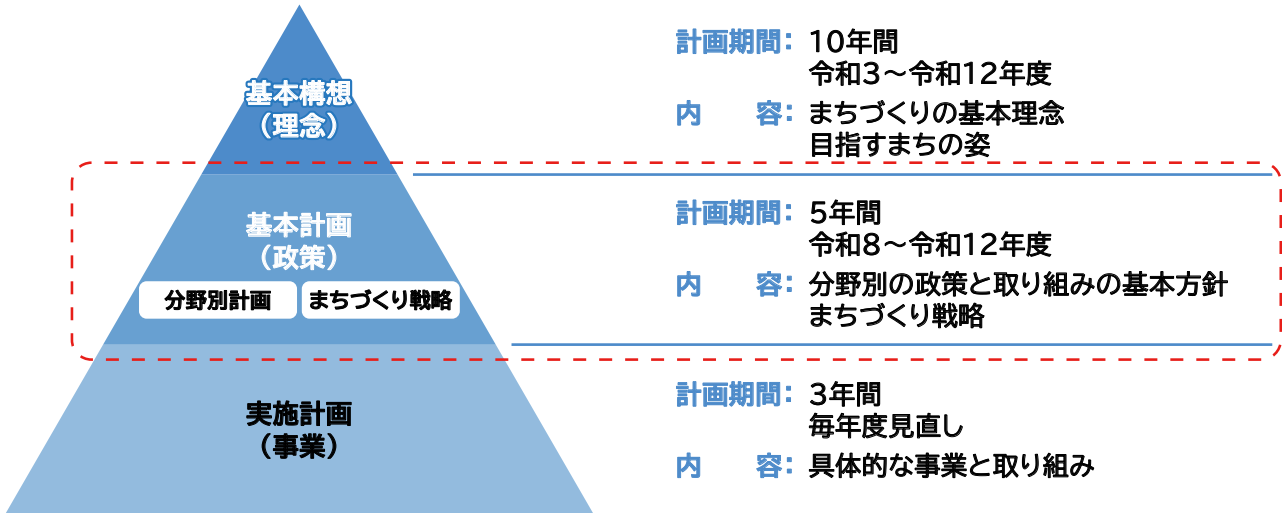 基本構想
（理念）
計画期間： 10年間
令和3～令和12年度
内　　容： まちづくりの基本理念
目指すまちの姿
基本計画
（政策）
分野別計画
まちづくり戦略
計画期間： 5年間
令和8～令和12年度
内　　容： 分野別の政策と取り組みの基本方針
まちづくり戦略
実施計画
（事業）
計画期間： 3年間
毎年度見直し
内　　容： 具体的な事業と取り組み